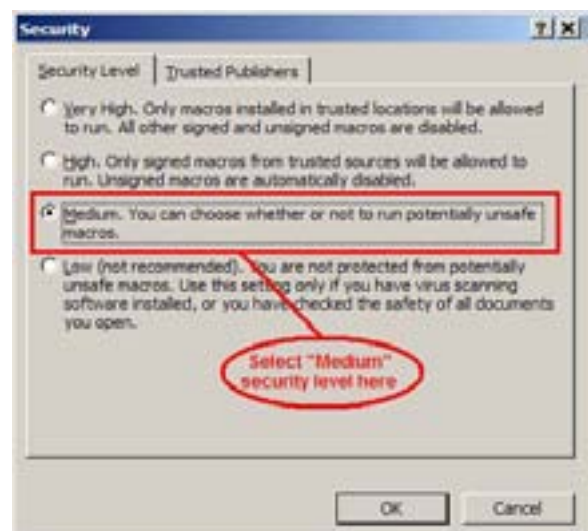 Security
Security Level
Trusted Publishers
Very High. Only macros installed in trusted locations will be allowed
to run. All other signed and unsigned macros are disabled.
High. Only signed macros from trusted sources will be allowed to
run. Unsigned macros are automatically disabled.
Medium. You can choose whether or not to run potentially unsafe
macros.
Low (not recommended). You are not protected from potentially
unsafe macros. Use this setting only if you have virus scanning
software installed, or you have checked the safety of all documents
you open.
Select "Medium"
security level here
OK
Cancel